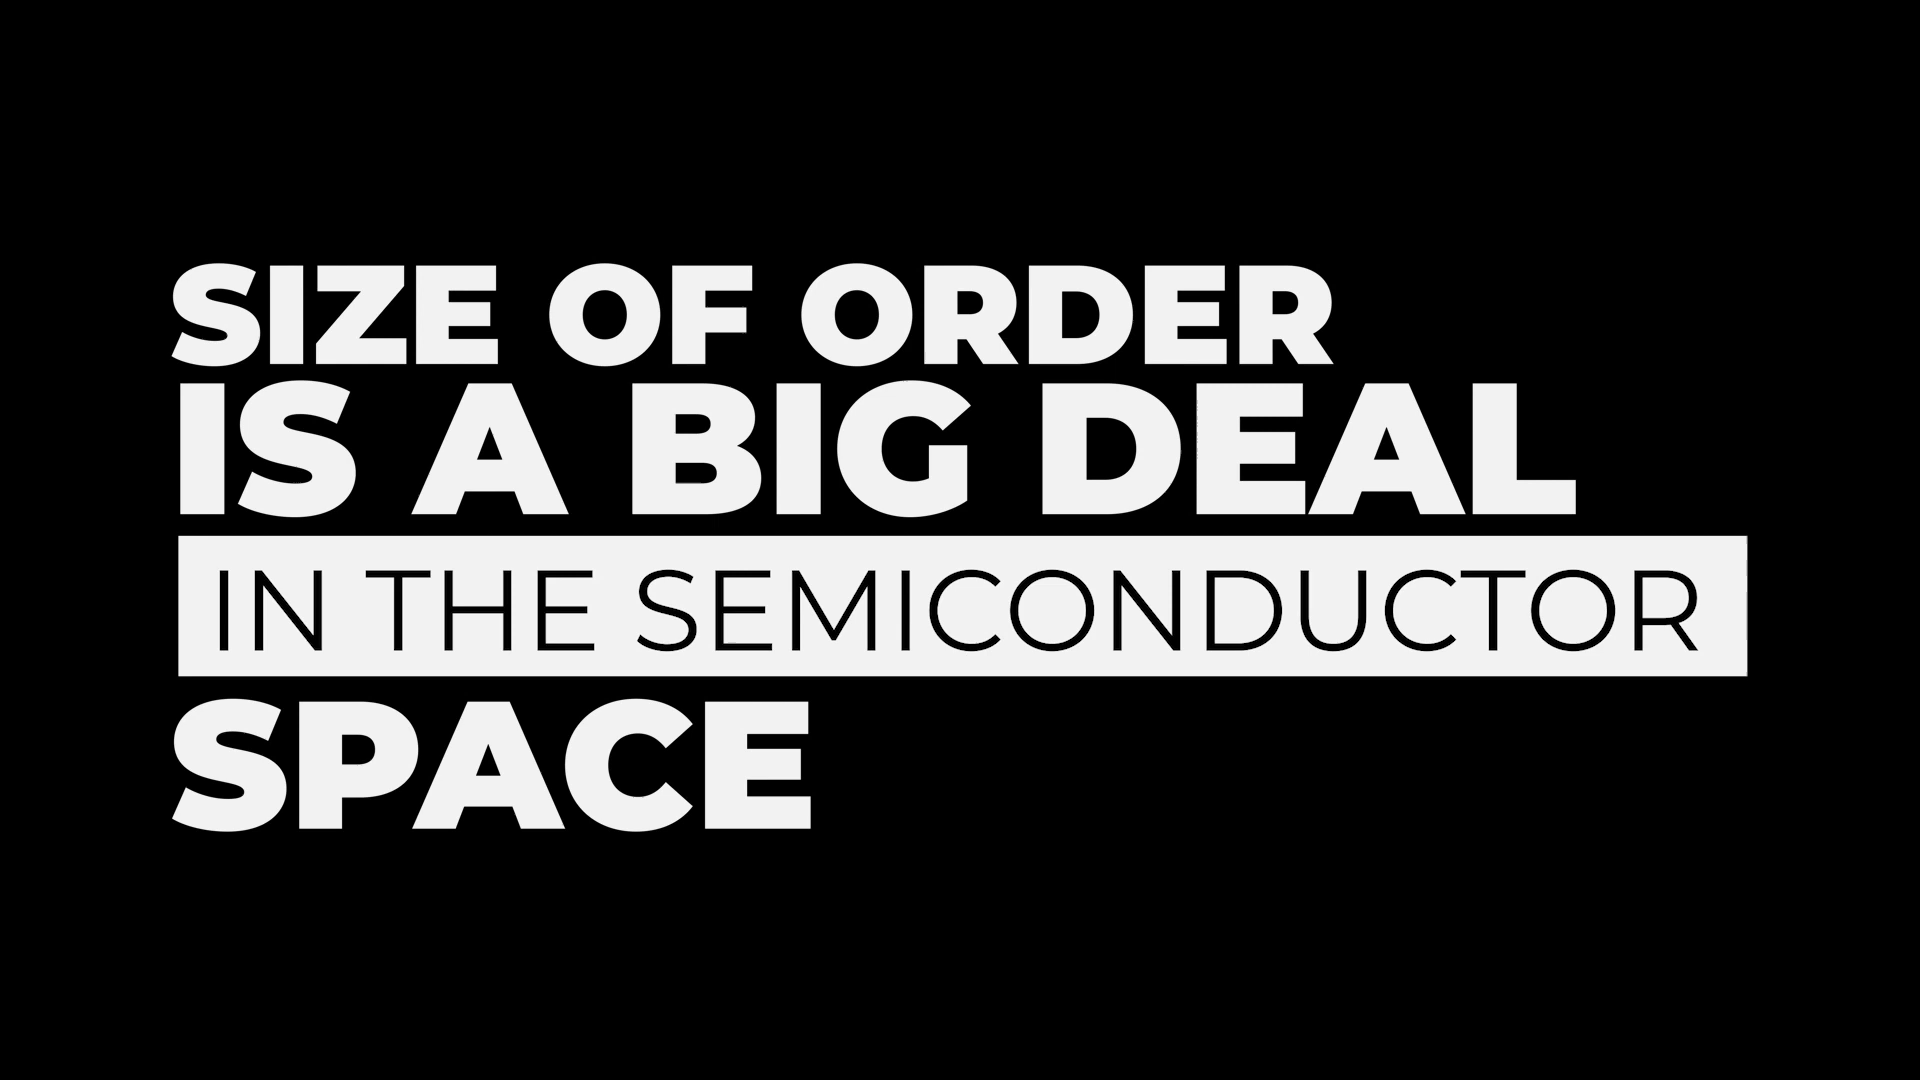 SIZE OF ORDER
IS A BIG DEAL
IN THE SEMICONDUCTOR
SPACE